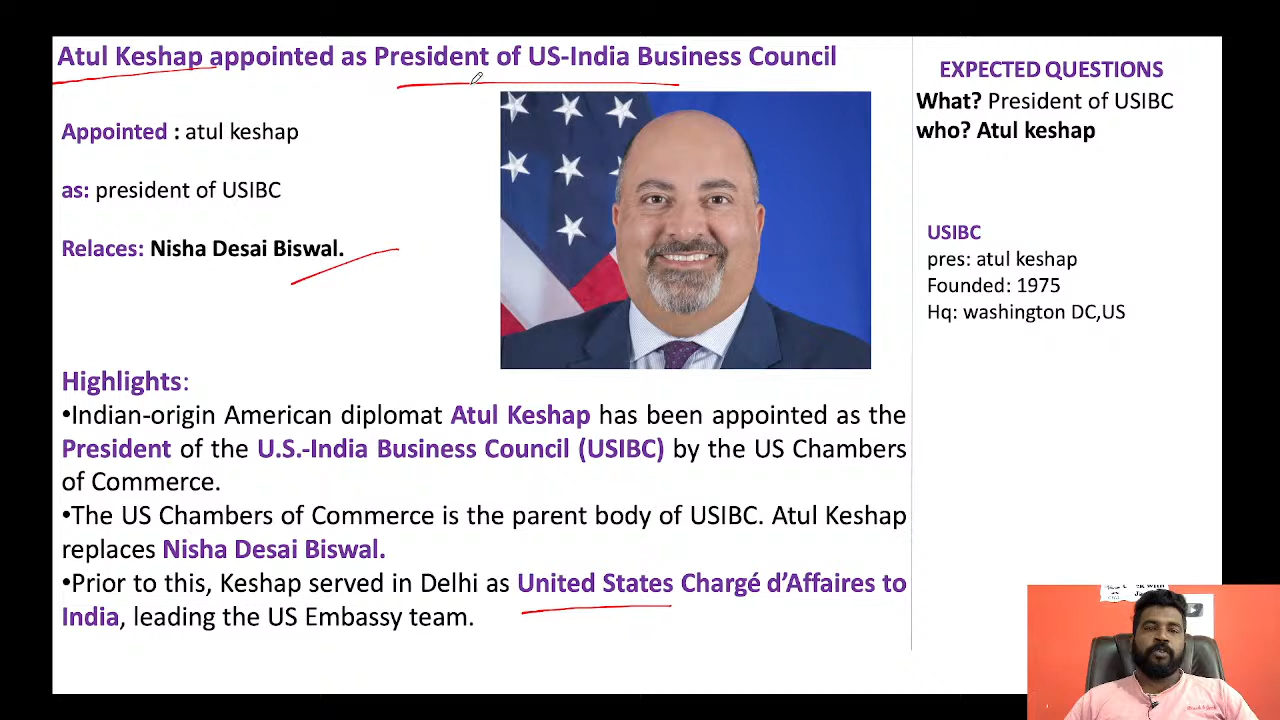 Atul Keshap appointed as President of US-India Business Council
Appointed : atul keshap
as: president of USIBC
Relaces: Nisha Desai Biswal.
Highlights:
•Indian-origin American diplomat Atul Keshap has been appointed as the
President of the U.S.-India Business Council (USIBC) by the US Chambers
of Commerce.
•The US Chambers of Commerce is the parent body of USIBC. Atul Keshap
replaces Nisha Desai Biswal.
•Prior to this, Keshap served in Delhi as United States Chargé d’Affaires to
India, leading the US Embassy team.
EXPECTED QUESTIONS
What? President of USIBC
who? Atul keshap
USIBC
pres: atul keshap
Founded: 1975
Hq: washington DC,US